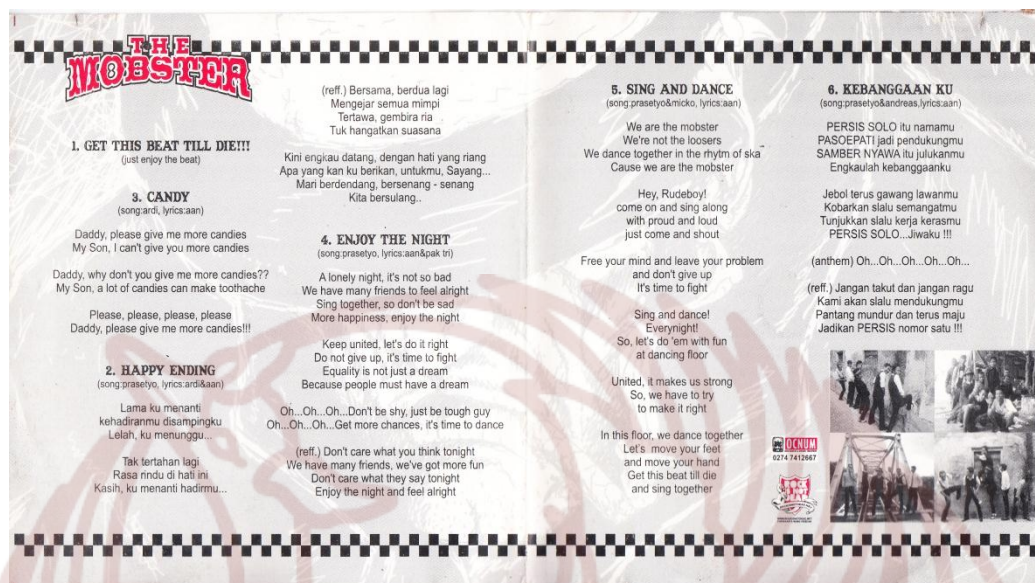 THE
MOBSTER
1. GET THIS BEAT TILL DIE!!!
(just enjoy the beat)
3. CANDY
(song:ardi, lyrics:aan)
Daddy, please give me more candies
My Son, I can't give you more candies
Daddy, why don't you give me more candies??
My Son, a lot of candies can make toothache
Please, please, please, please
Daddy, please give me more candies!!!
2. HAPPY ENDING
(song:prasetyo, lyrics:ardi&aan)
Lama ku menanti
kehadiranmu disampingku
Lelah, ku menunggu...
Tak tertahan lagi
Rasa rindu di hati ini
Kasih, ku menanti hadirmu...
(reff.) Bersama, berdua lagi
Mengejar semua mimpi
Tertawa, gembira ria
Tuk hangatkan suasana
Kini engkau datang, dengan hati yang riang
Apa yang kan ku berikan, untukmu, Sayang...
Mari berdendang, bersenang - senang
Kita bersulang..
4. ENJOY THE NIGHT
(song:prasetyo, lyrics:aan&pak tri)
A lonely night, it's not so bad
We have many friends to feel alright
Sing together, so don't be sad
More happiness, enjoy the night
Keep united, let's do it right
Do not give up, it's time to fight
Equality is not just a dream
Because people must have a dream
Oh...Oh...Oh...Don't be shy, just be tough guy
Oh...Oh...Oh...Get more chances, it's time to dance
(reff.) Don't care what you think tonight
We have many friends, we've got more fun
Don't care what they say tonight
Enjoy the night and feel alright
5. SING AND DANCE
(song:prasetyo&micko, lyrics:aan)
We are the mobster
We're not the loosers
We dance together in the rhytm of ska
Cause we are the mobster
Hey, Rudeboy!
come on and sing along
with proud and loud
just come and shout
Free your mind and leave your problem
and don't give up
It's time to fight
Sing and dance!
Everynight!
So, let's do 'em with fun
at dancing floor
United, it makes us strong
So, we have to try
to make it right
In this floor, we dance together
Let's move your feet
and move your hand
Get this beat till die
and sing together
6. KEBANGGAAN KU
(song:prasetyo&andreas,lyrics:aan)
PERSIS SOLO itu namamu
PASOEPATI jadi pendukungmu
SAMBER NYAWA itu julukanmu
Engkaulah kebanggaanku
Jebol terus gawang lawanmu
Kobarkan slalu semangatmu
Tunjukkan slalu kerja kerasmu
PERSIS SOLO...Jiwaku !!!
(anthem) Oh...Oh...Oh...Oh...Oh...
(reff.) Jangan takut dan jangan ragu
Kami akan slalu mendukungmu
Pantang mundur dan terus maju
Jadikan PERSIS nomor satu !!!
OCNUM
0274 7412667